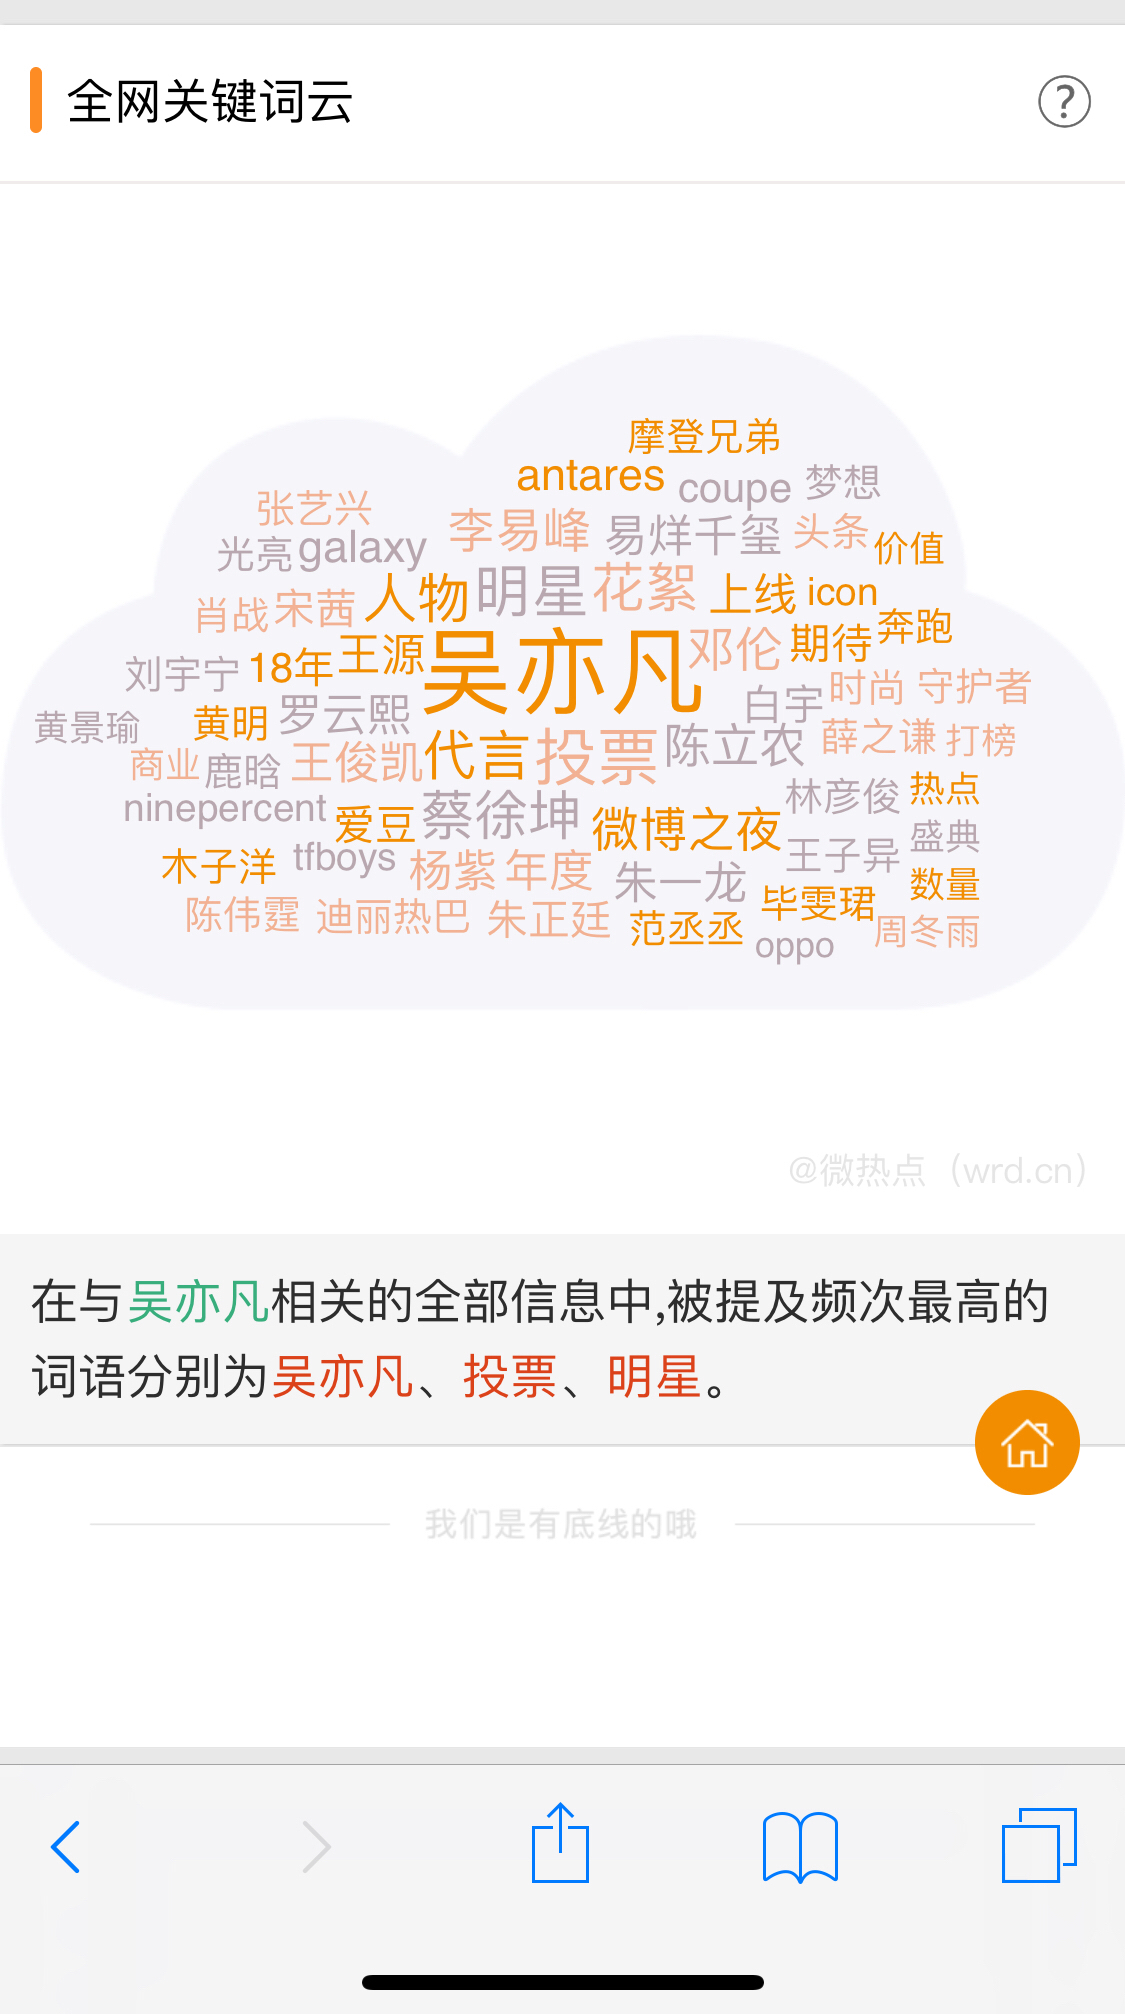 全网关键词云
?
摩登兄弟
antares coupe 梦想
张艺兴 李易峰 易烊千玺 头条
光亮 galaxy 价值
人物 明星 花絮 上线 icon
肖战 宋茜 奔跑
刘宇宁 18年 王源 吴亦凡 邓伦 期待
白宇 时尚 守护者
黄景瑜 黄明 罗云熙
商业 鹿晗 王俊凯 代言 投票 陈立农 薛之谦 打榜
ninepercent 爱豆 蔡徐坤 微博之夜 林彦俊 热点
木子洋 tfboys 杨紫 年度 朱一龙 王子异 盛典
数量
陈伟霆 迪丽热巴 朱正廷 范丞丞 毕雯珺 周冬雨
oppo
@微热点（wrd.cn）
在与吴亦凡相关的全部信息中,被提及频次最高的
词语分别为吴亦凡、投票、明星。
我们是有底线的哦